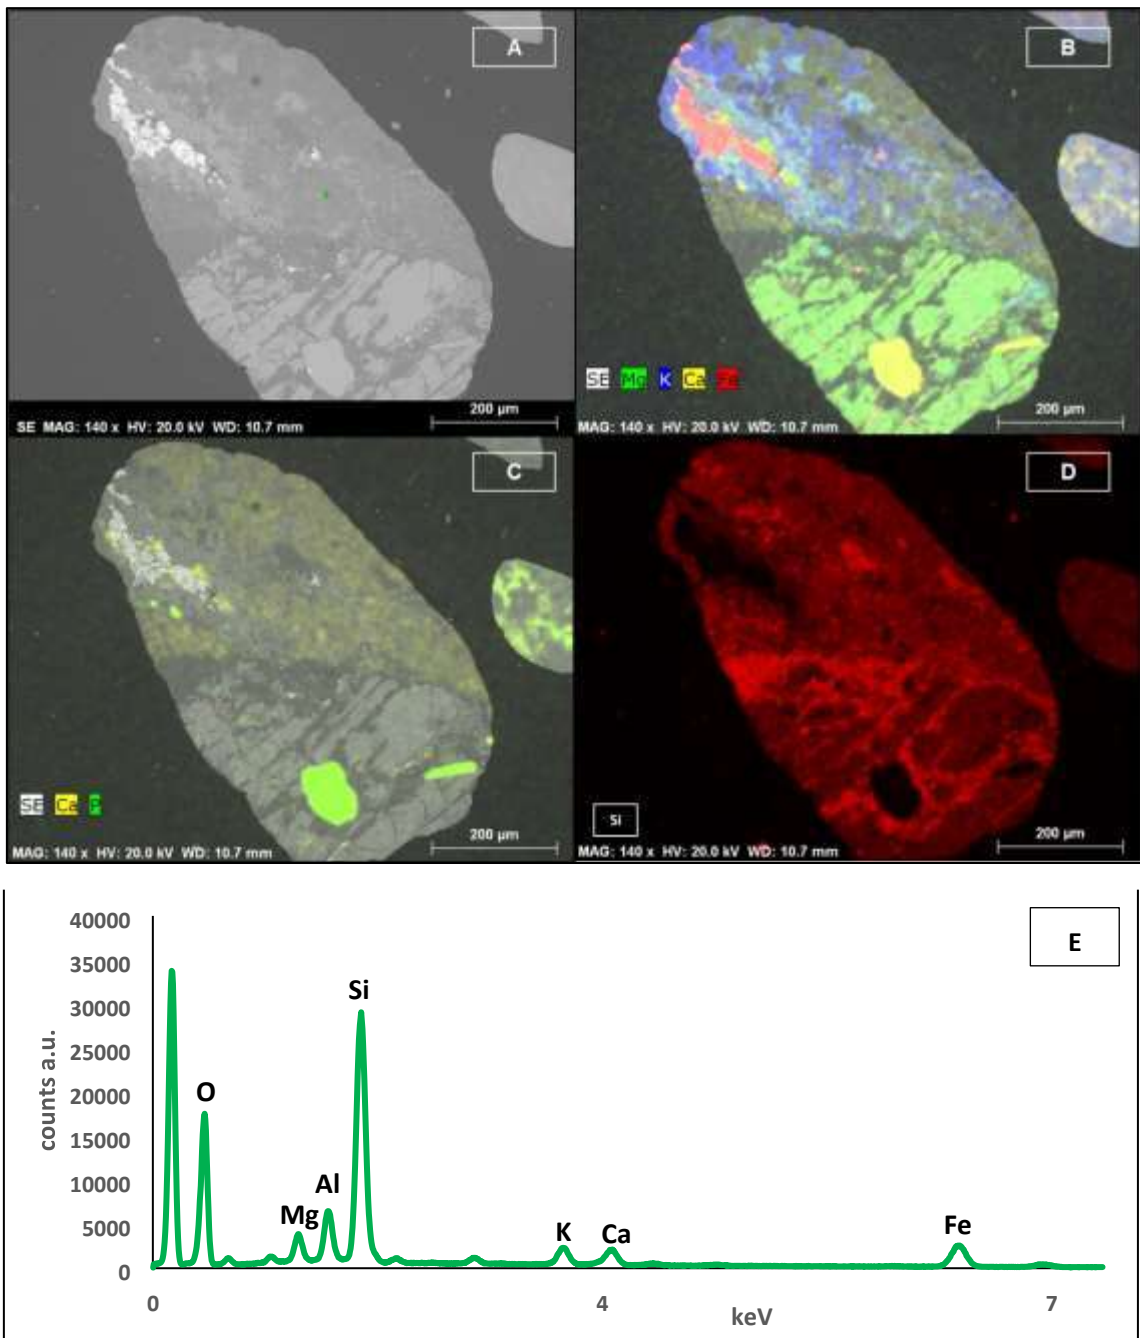 A
SE MAG: 140 x HV: 20.0 kV WD: 10.7 mm
200 µm
B
SE Mg K Ca Fe
MAG: 140 x HV: 20.0 kV WD: 10.7 mm
200 µm
C
SE Ca P
MAG: 140 x HV: 20.0 kV WD: 10.7 mm
200 µm
D
Si
MAG: 140 x HV: 20.0 kV WD: 10.7 mm
200 µm
E
counts a.u.
40000
35000
30000
25000
20000
15000
10000
5000
0
O
Mg
Al
Si
K
Ca
Fe
0
4
7
keV